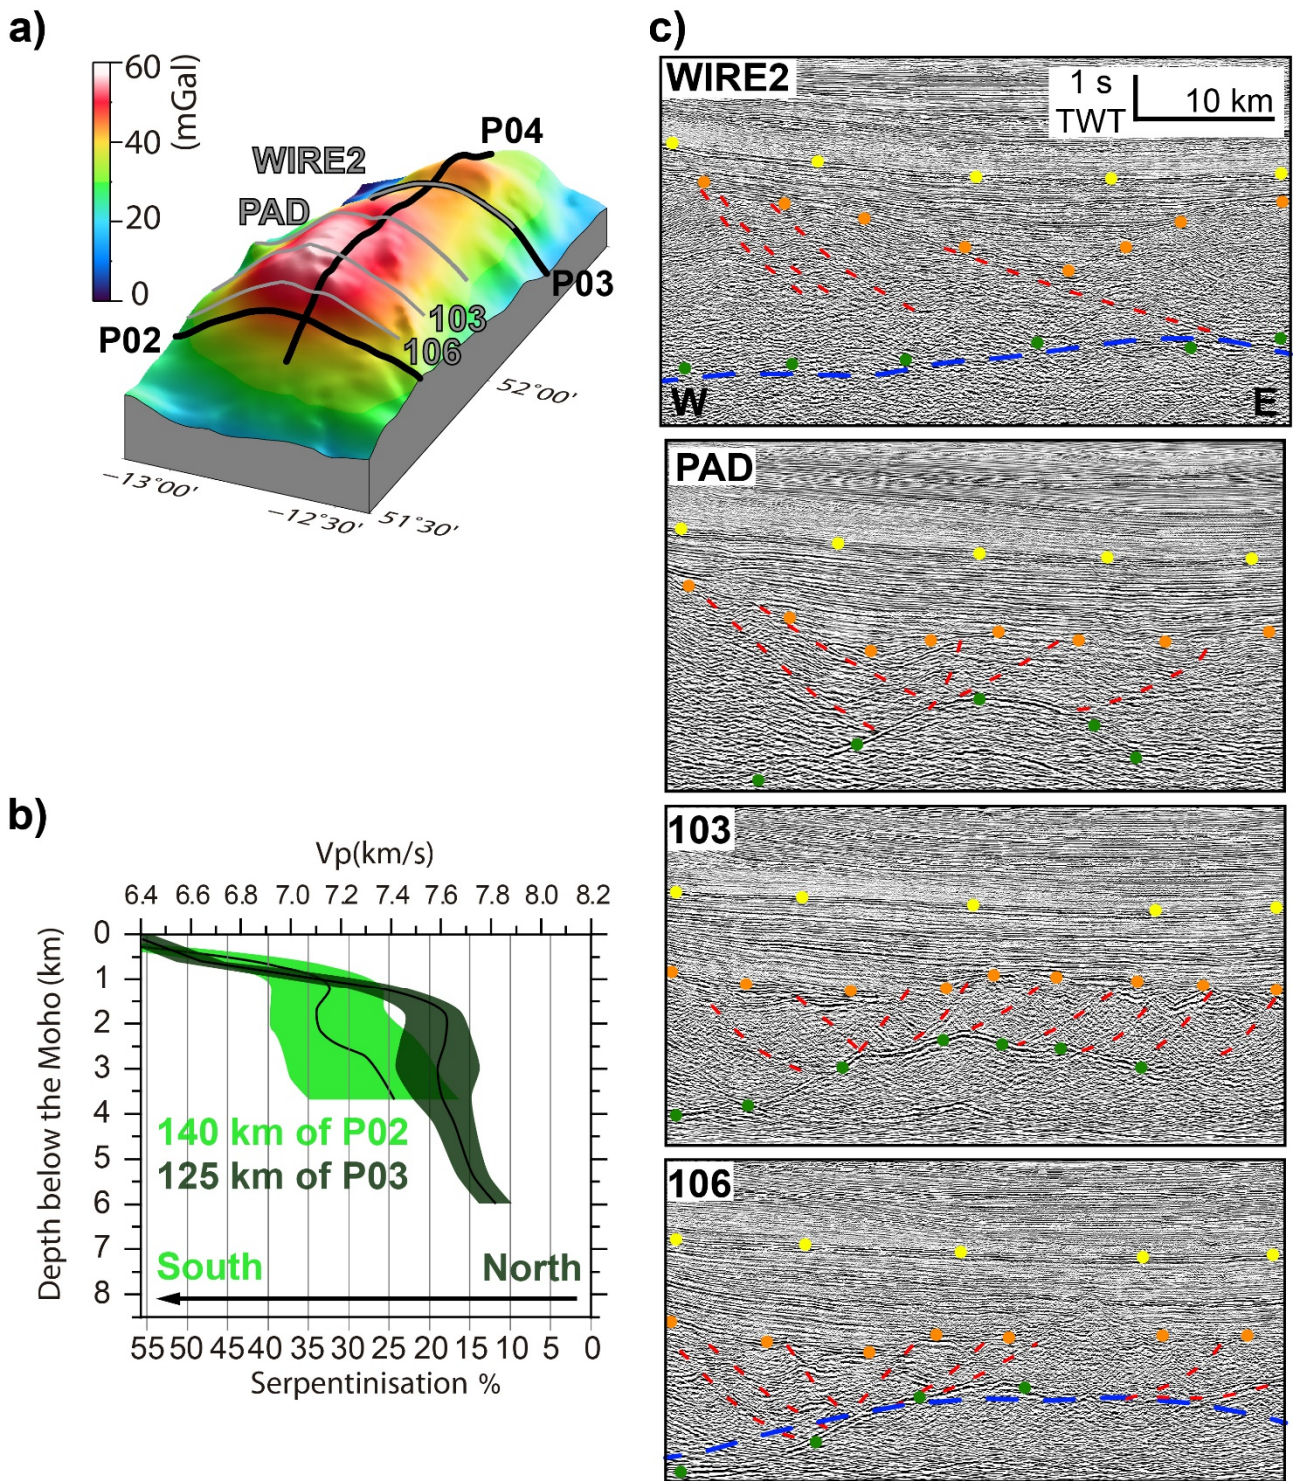 a)
60
40
20
0
(mGal)
P04
WIRE2
PAD
P03
103
106
P02
52°00'
−13°00'
−12°30'
51°30'
b)
Vp(km/s)
6.4 6.6 6.8 7.0 7.2 7.4 7.6 7.8 8.0 8.2
Depth below the Moho (km)
0
1
2
3
4
5
6
7
8
140 km of P02
125 km of P03
South North
55 50 45 40 35 30 25 20 15 10 5 0
Serpentinisation %
c)
WIRE2
1 s
TWT
10 km
W E
PAD
103
106